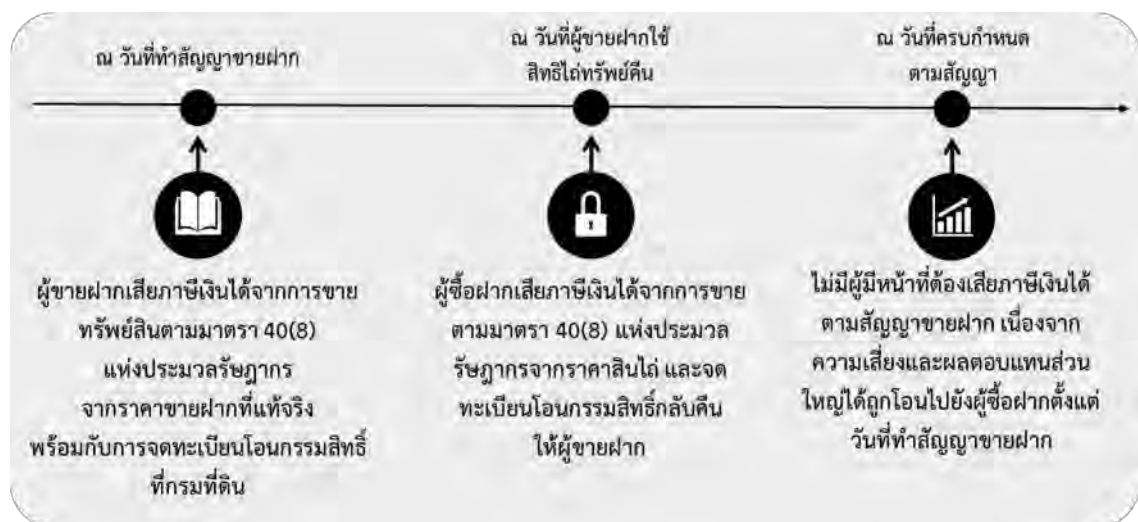 ณ วันที่ทำสัญญาขายฝาก
ณ วันที่ผู้ขายฝากใช้
สิทธิไถ่ทรัพย์คืน
ณ วันที่ครบกำหนด
ตามสัญญา
ผู้ขายฝากเสียภาษีเงินได้จากการขาย
ทรัพย์สินตามมาตรา 40(8)
แห่งประมวลรัษฎากร
จากราคาขายฝากที่แท้จริง
พร้อมกับการจดทะเบียนโอนกรรมสิทธิ์
ที่กรมที่ดิน
ผู้ซื้อฝากเสียภาษีเงินได้จากการขาย
ตามมาตรา 40(8) แห่งประมวล
รัษฎากรจากราคาสินไถ่ และจด
ทะเบียนโอนกรรมสิทธิ์กลับคืน
ให้ผู้ขายฝาก
ไม่มีผู้มีหน้าที่ต้องเสียภาษีเงินได้
ตามสัญญาขายฝาก เนื่องจาก
ความเสี่ยงและผลตอบแทนส่วน
ใหญ่ได้ถูกโอนไปยังผู้ซื้อฝากตั้งแต่
วันที่ทำสัญญาขายฝาก